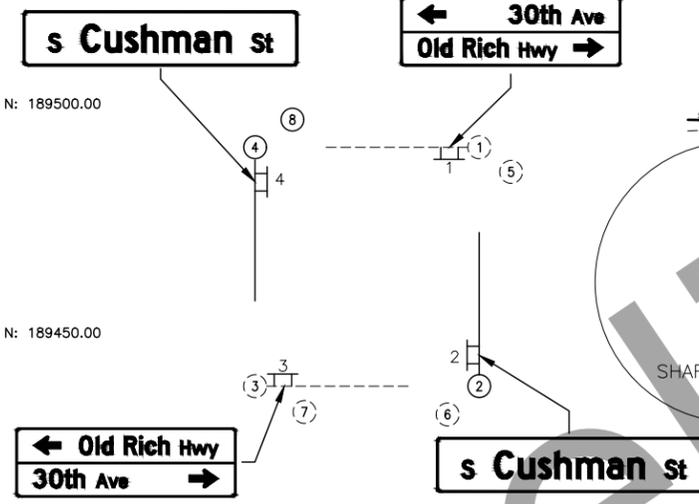 ← 30th Ave
S Cushman St
Old Rich Hwy →
N: 189500.00
8
4
1
1
5
4
N: 189450.00
3
2
3
2
7
6
← Old Rich Hwy
30th Ave →
S Cushman St